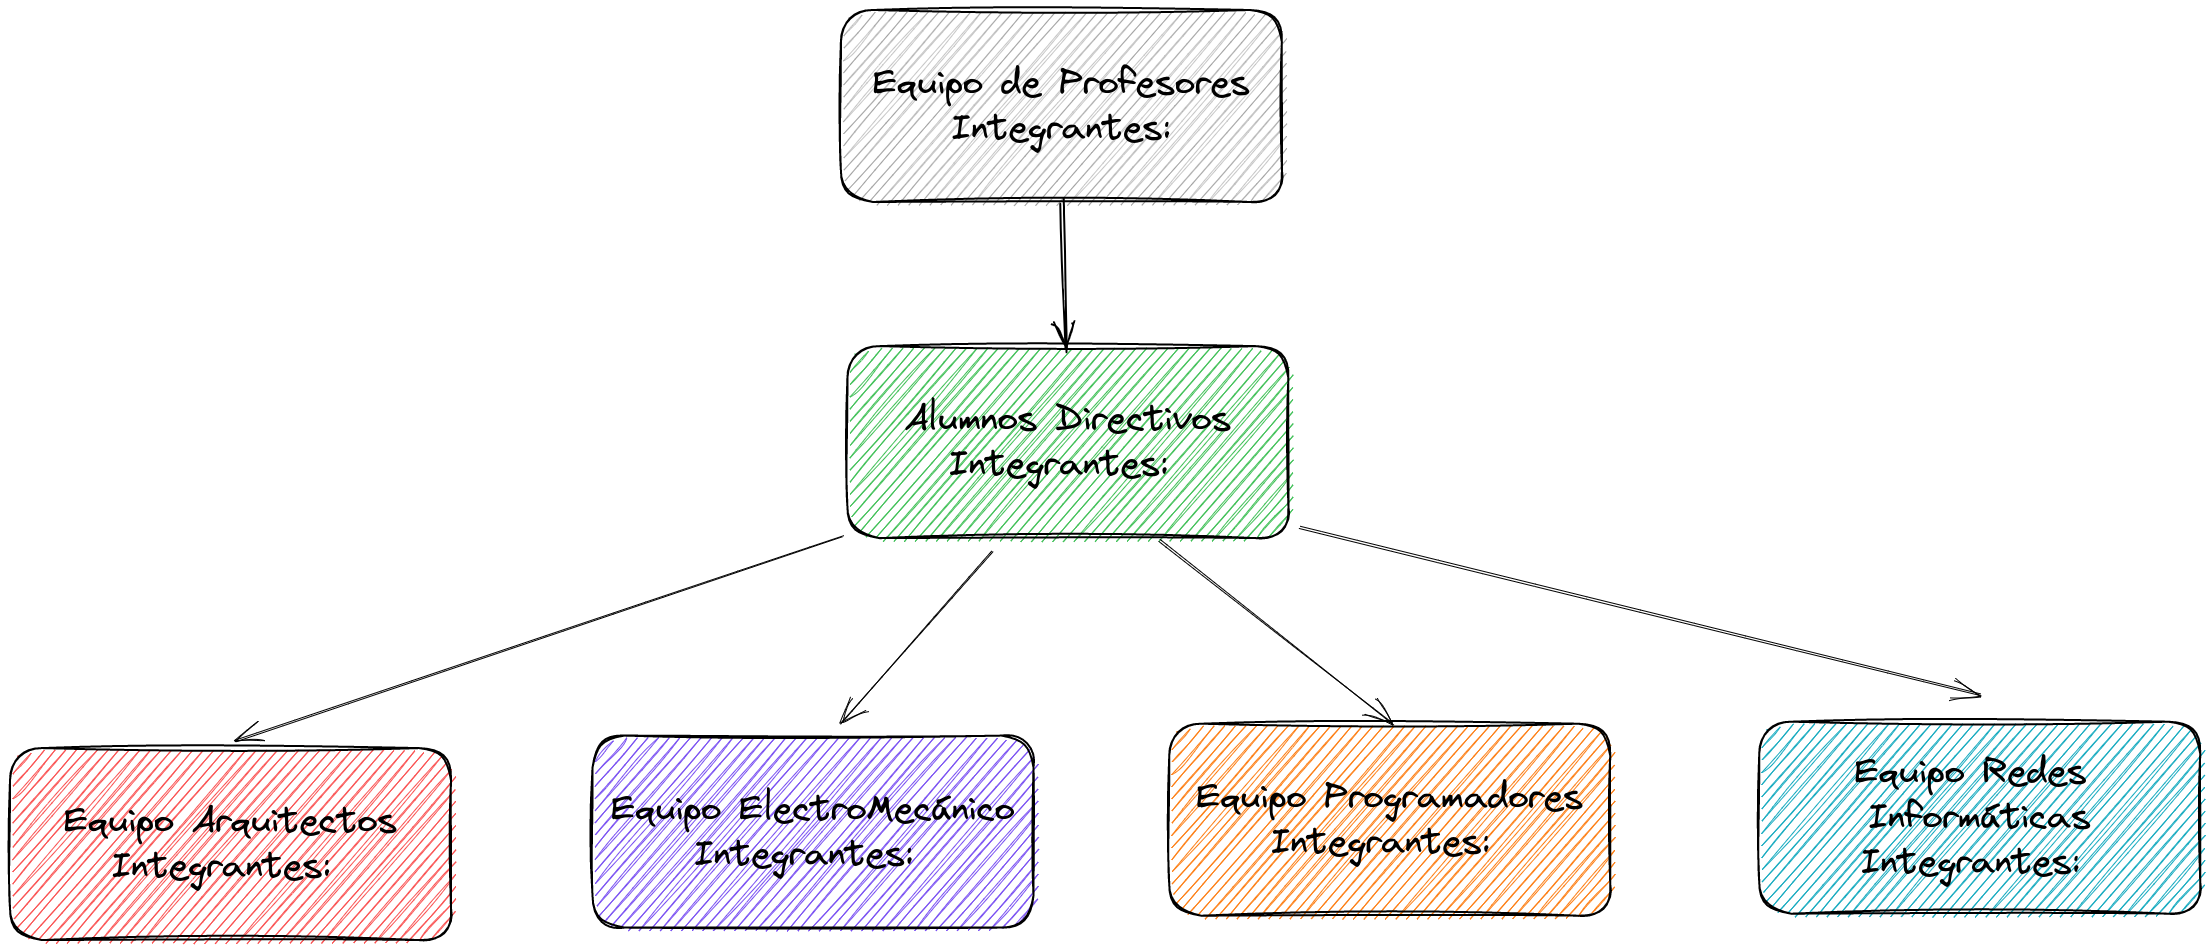 Equipo de Profesores
Integrantes:
Alumnos Directivos
Integrantes:
Equipo Arquitectos
Integrantes:
Equipo ElectroMecánico
Integrantes:
Equipo Programadores
Integrantes:
Equipo Redes
Informáticas
Integrantes: